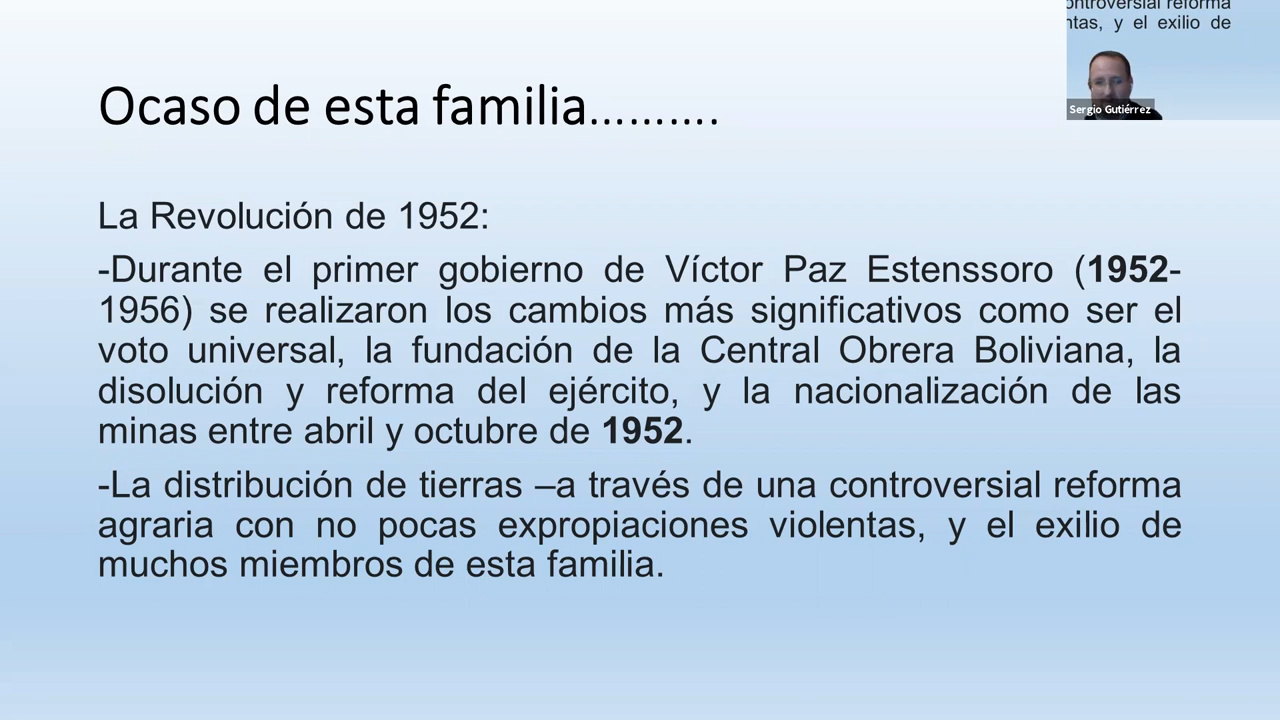 ontroversial reforma
ntas, y el exilio de
Sergio Gutiérrez
Ocaso de esta familia..........
La Revolución de 1952:
-Durante el primer gobierno de Víctor Paz Estenssoro (1952-
1956) se realizaron los cambios más significativos como ser el
voto universal, la fundación de la Central Obrera Boliviana, la
disolución y reforma del ejército, y la nacionalización de las
minas entre abril y octubre de 1952.
-La distribución de tierras –a través de una controversial reforma
agraria con no pocas expropiaciones violentas, y el exilio de
muchos miembros de esta familia.